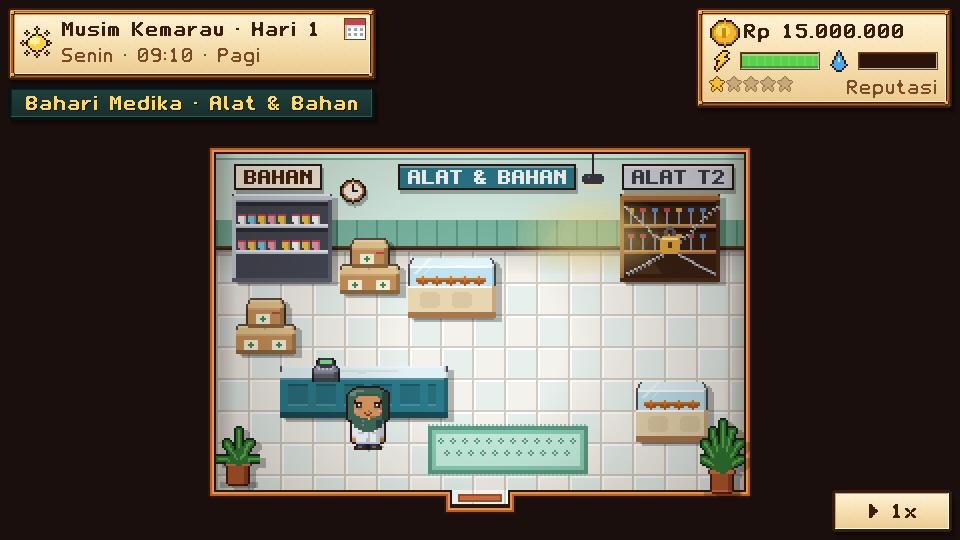 Musim Kemarau · Hari 1
Senin · 09:10 · Pagi
Rp 15.000.000
Reputasi
Bahari Medika · Alat & Bahan
BAHAN
ALAT & BAHAN
ALAT T2
1x